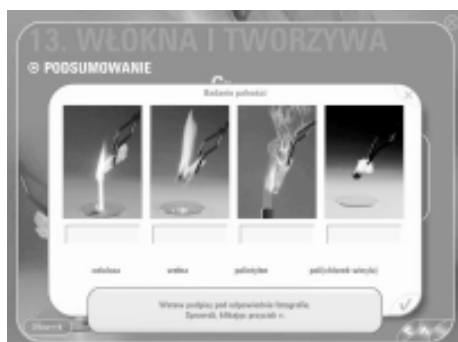 13. WŁÓKNA I TWORZYWA
PODSUMOWANIE
Badanie palności
celuloza wełna polietylen poli(chlorek winylu)
Wstaw podpisy pod odpowiednie fotografie.
Sprawdź, klikając przycisk v.